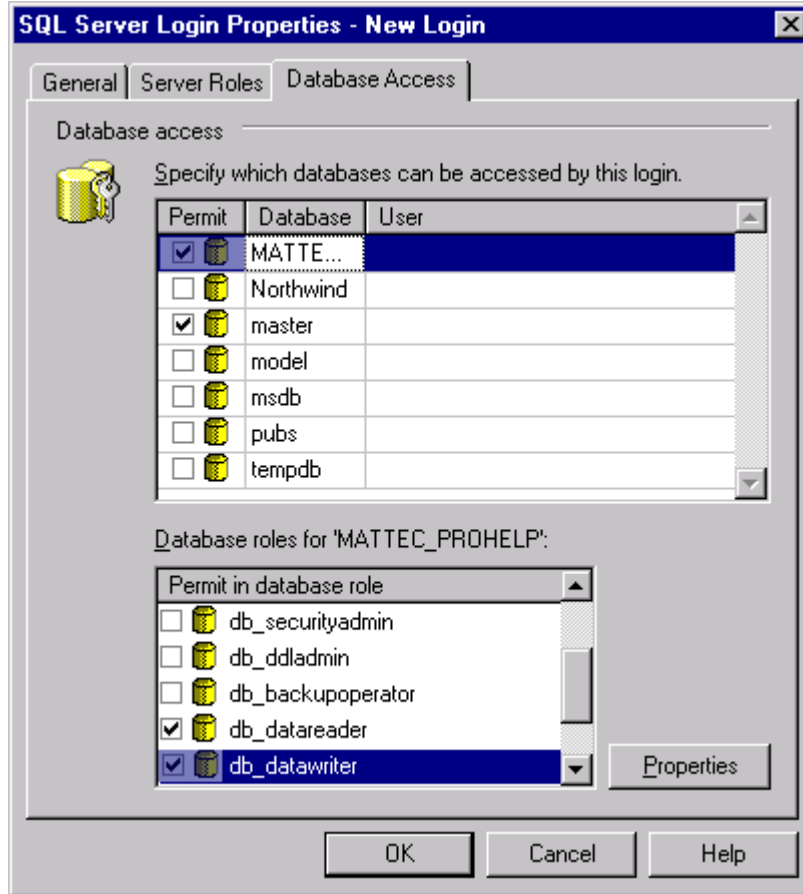 SQL Server Login Properties - New Login
General Server Roles Database Access
Database access
Specify which databases can be accessed by this login.
Permit Database User
MATTE...
Northwind
master
model
msdb
pubs
tempdb
Database roles for 'MATTEC_PROHELP':
Permit in database role
db_securityadmin
db_ddladmin
db_backupoperator
db_datareader
db_datawriter
Properties
OK Cancel Help